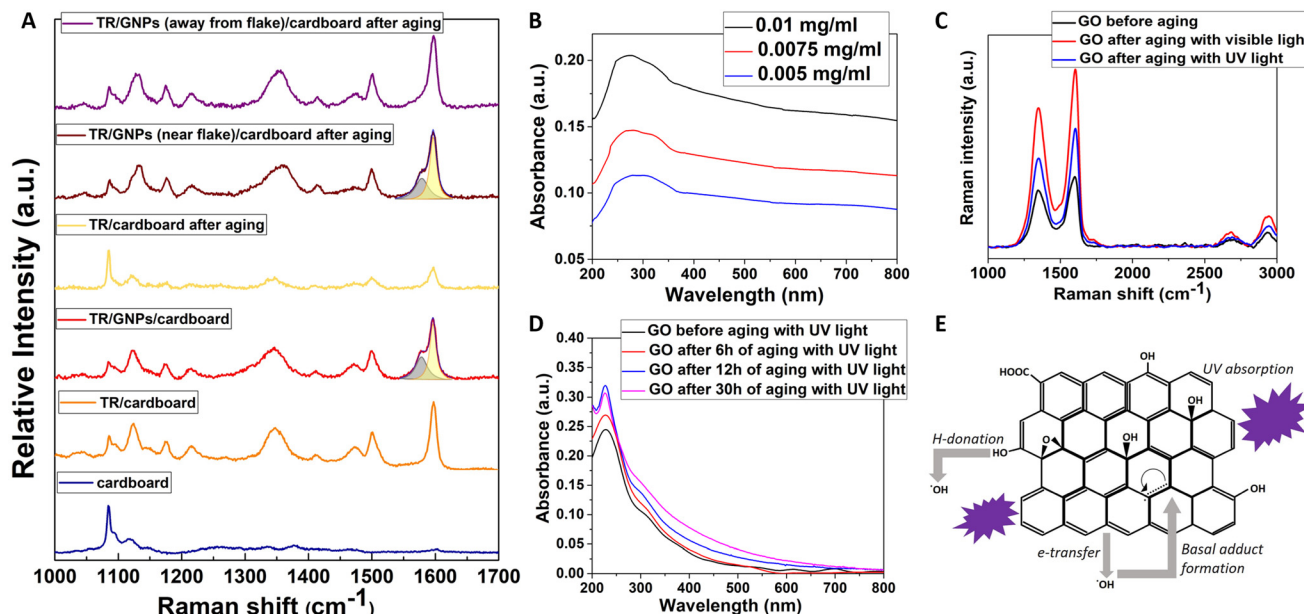 A
TR/GNPs (away from flake)/cardboard after aging
TR/GNPs (near flake)/cardboard after aging
TR/cardboard after aging
TR/GNPs/cardboard
TR/cardboard
cardboard
Relative Intensity (a.u.)
1000 1100 1200 1300 1400 1500 1600 1700
Raman shift (cm-1)
B
0.01 mg/ml
0.0075 mg/ml
0.005 mg/ml
Absorbance (a.u.)
0.20
0.15
0.10
0.05
200 300 400 500 600 700 800
Wavelength (nm)
C
GO before aging
GO after aging with visible light
GO after aging with UV light
Raman intensity (a.u.)
1000 1500 2000 2500 3000
Raman shift (cm-1)
D
GO before aging with UV light
GO after 6h of aging with UV light
GO after 12h of aging with UV light
GO after 30h of aging with UV light
Absorbance (a.u.)
0.40
0.35
0.30
0.25
0.20
0.15
0.10
0.05
0.00
200 300 400 500 600 700 800
Wavelength (nm)
E
OH
HOOC
UV absorption
OH
H-donation
O
OH
HO
·OH
OH
e-transfer
Basal adduct
formation
·OH